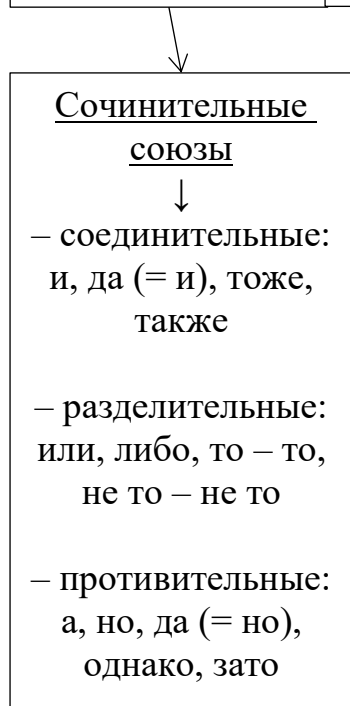 Сочинительные
союзы
↓
– соединительные:
и, да (= и), тоже,
также
– разделительные:
или, либо, то – то,
не то – не то
– противительные:
а, но, да (= но),
однако, зато